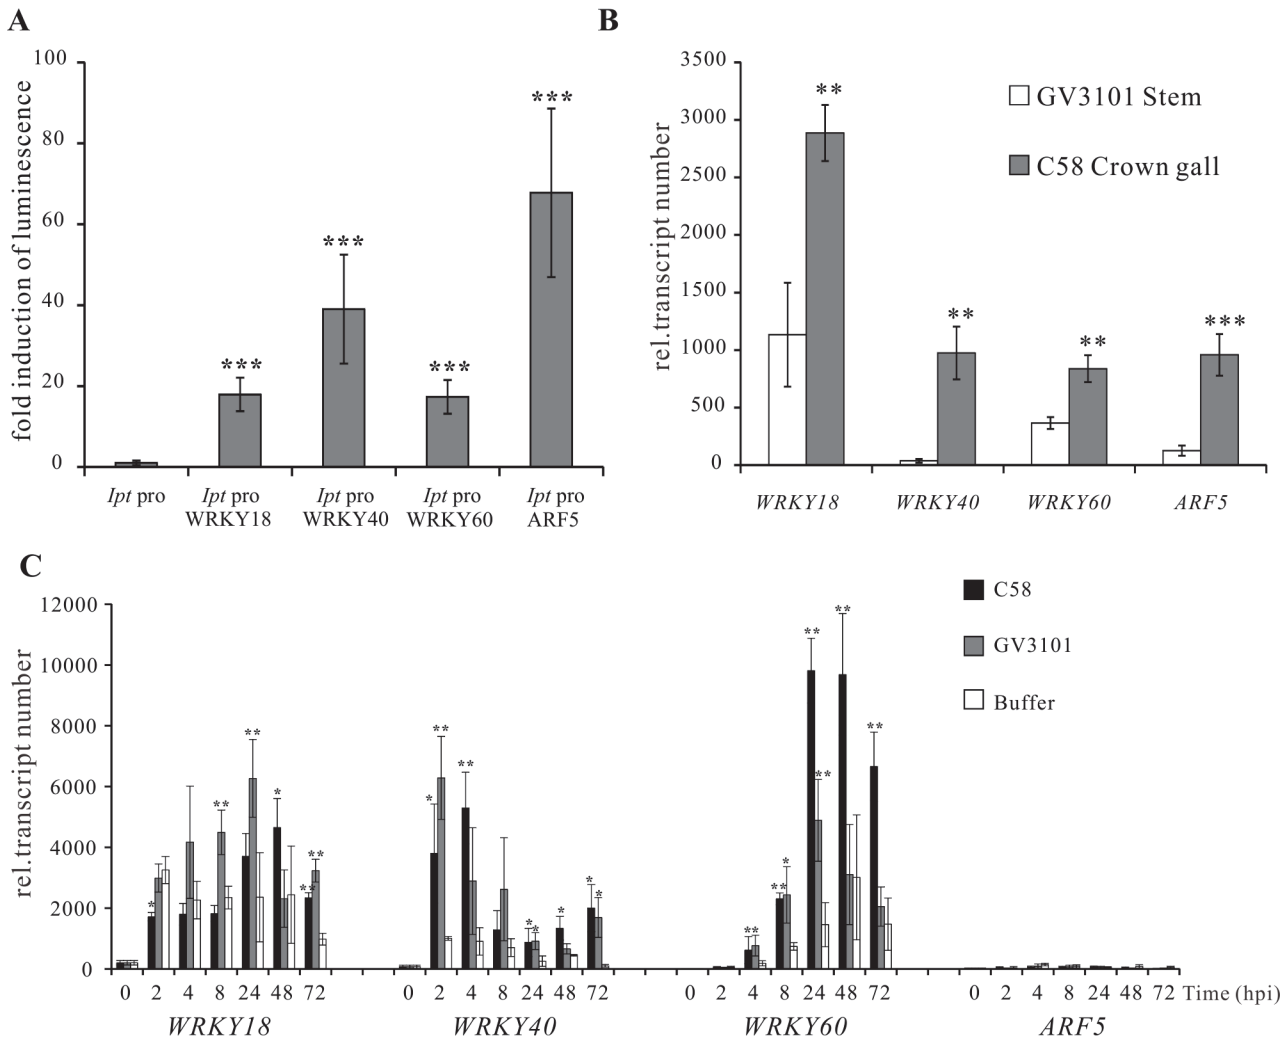 A
fold induction of luminescence
100
80
60
40
20
0
***
***
***
***
Ipt pro
Ipt pro
WRKY18
Ipt pro
WRKY40
Ipt pro
WRKY60
Ipt pro
ARF5
B
rel.transcript number
3500
3000
2500
2000
1500
1000
500
0
**
**
**
***
GV3101 Stem
C58 Crown gall
WRKY18 WRKY40 WRKY60 ARF5
C
rel.transcript number
12000
10000
8000
6000
4000
2000
0
*
**
**
*
**
**
*
**
**
*
*
*
*
*
**
**
*
**
**
**
**
C58
GV3101
Buffer
0 2 4 8 24 48 72 0 2 4 8 24 48 72 0 2 4 8 24 48 72 0 2 4 8 24 48 72 Time (hpi)
WRKY18 WRKY40 WRKY60 ARF5